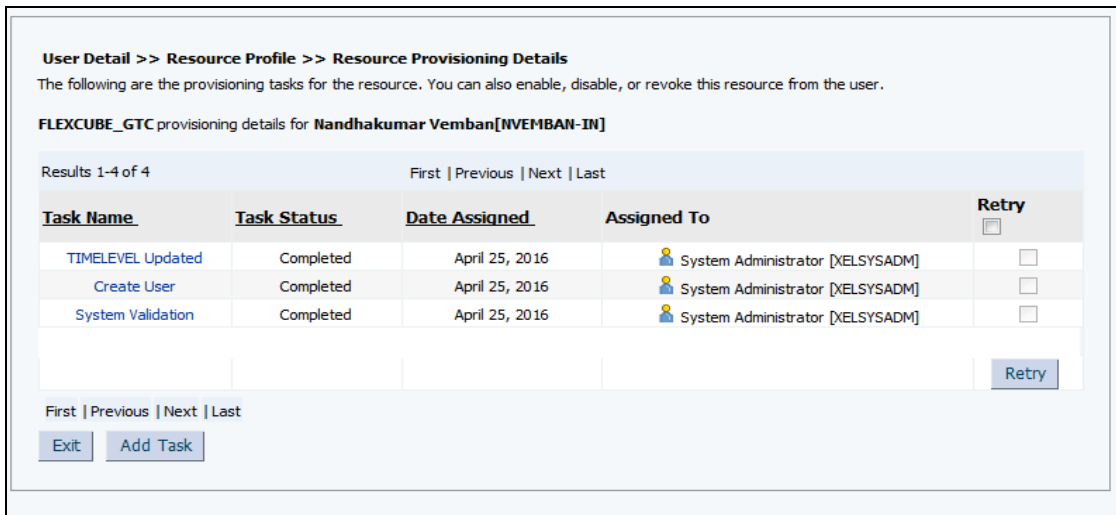 User Detail >> Resource Profile >> Resource Provisioning Details
The following are the provisioning tasks for the resource. You can also enable, disable, or revoke this resource from the user.
FLEXCUBE_GTC provisioning details for Nandhakumar Vemban[NVEMBAN-IN]
Results 1-4 of 4 First | Previous | Next | Last
Task Name Task Status Date Assigned Assigned To Retry
TIMELEVEL Updated Completed April 25, 2016 System Administrator [XELSYSADM]
Create User Completed April 25, 2016 System Administrator [XELSYSADM]
System Validation Completed April 25, 2016 System Administrator [XELSYSADM]
Retry
First | Previous | Next | Last
Exit Add Task